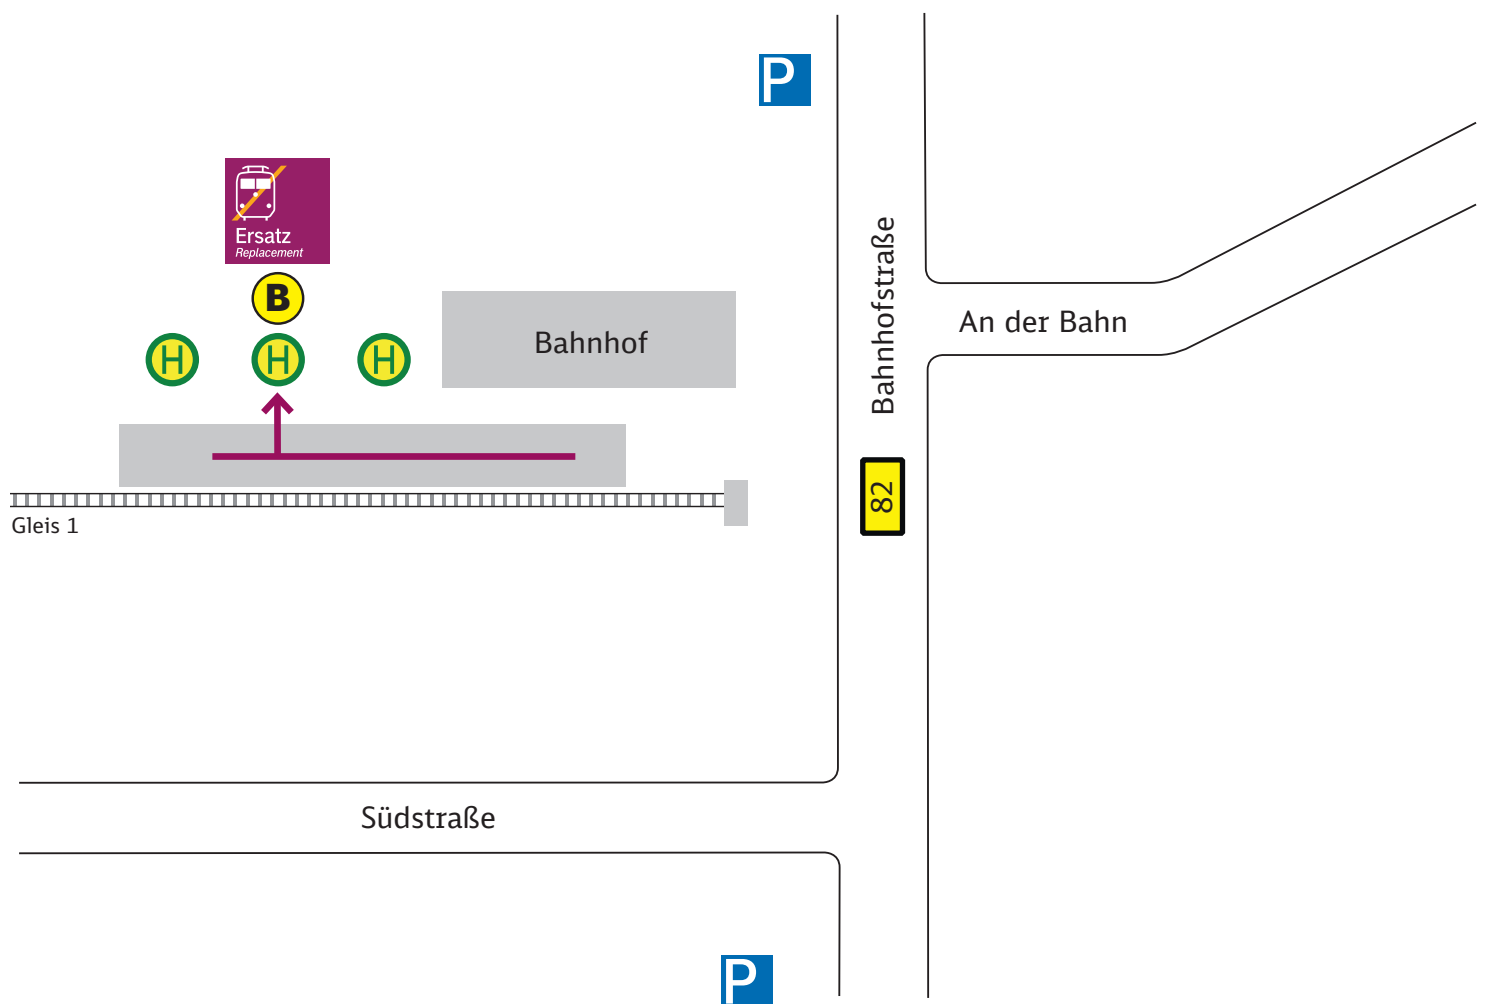 P
Ersatz
Replacement
B
H H H
Bahnhof
Bahnhofstraße
An der Bahn
82
Gleis 1
Südstraße
P